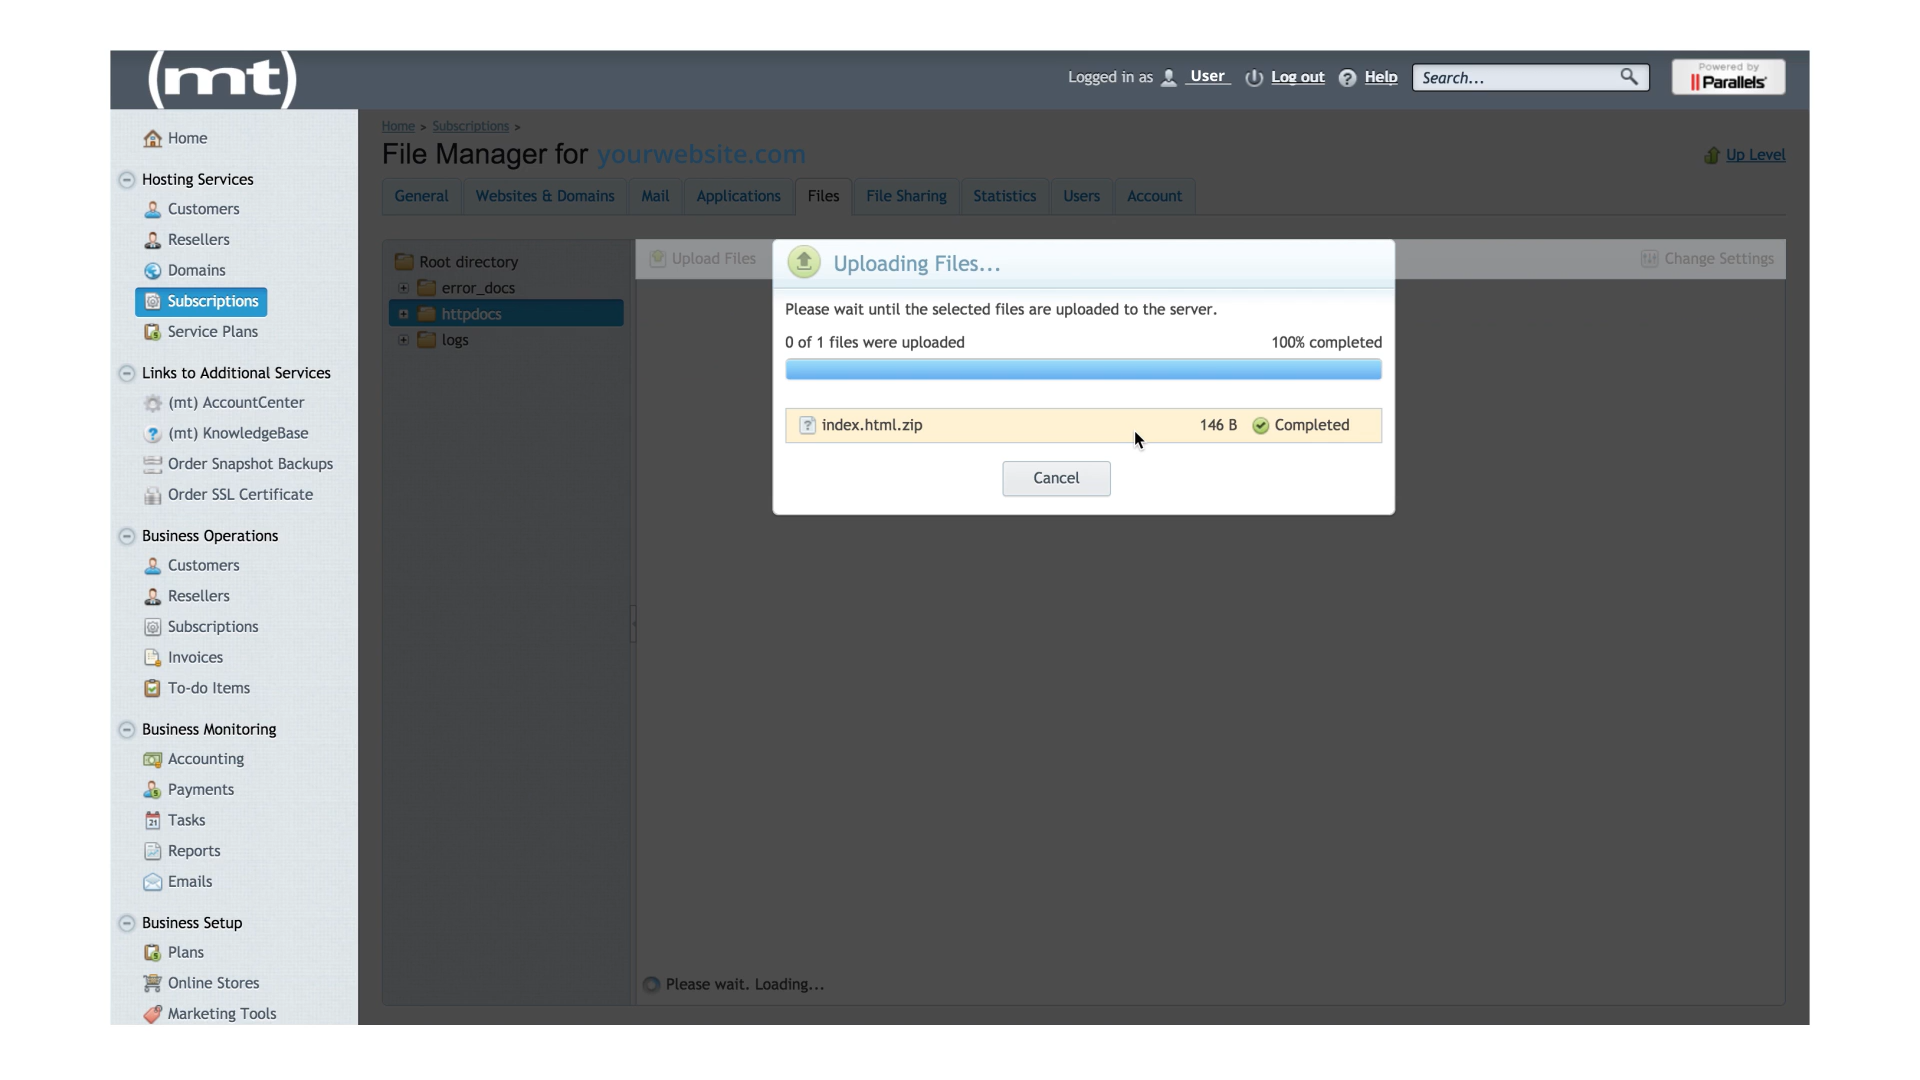 (mt)
Logged in as User Log out Help Search... Powered by Parallels
Home
Hosting Services
Customers
Resellers
Domains
Subscriptions
Service Plans
Links to Additional Services
(mt) AccountCenter
(mt) KnowledgeBase
Order Snapshot Backups
Order SSL Certificate
Business Operations
Customers
Resellers
Subscriptions
Invoices
To-do Items
Business Monitoring
Accounting
Payments
Tasks
21
Reports
Emails
Business Setup
Plans
Online Stores
Marketing Tools
Home > Subscriptions >
File Manager for yourwebsite.com
Up Level
General Websites & Domains Mail Applications Files File Sharing Statistics Users Account
Root directory
error_docs
httpdocs
logs
Upload Files
Change Settings
Uploading Files...
Please wait until the selected files are uploaded to the server.
0 of 1 files were uploaded 100% completed
index.html.zip 146 B Completed
Cancel
Please wait. Loading...